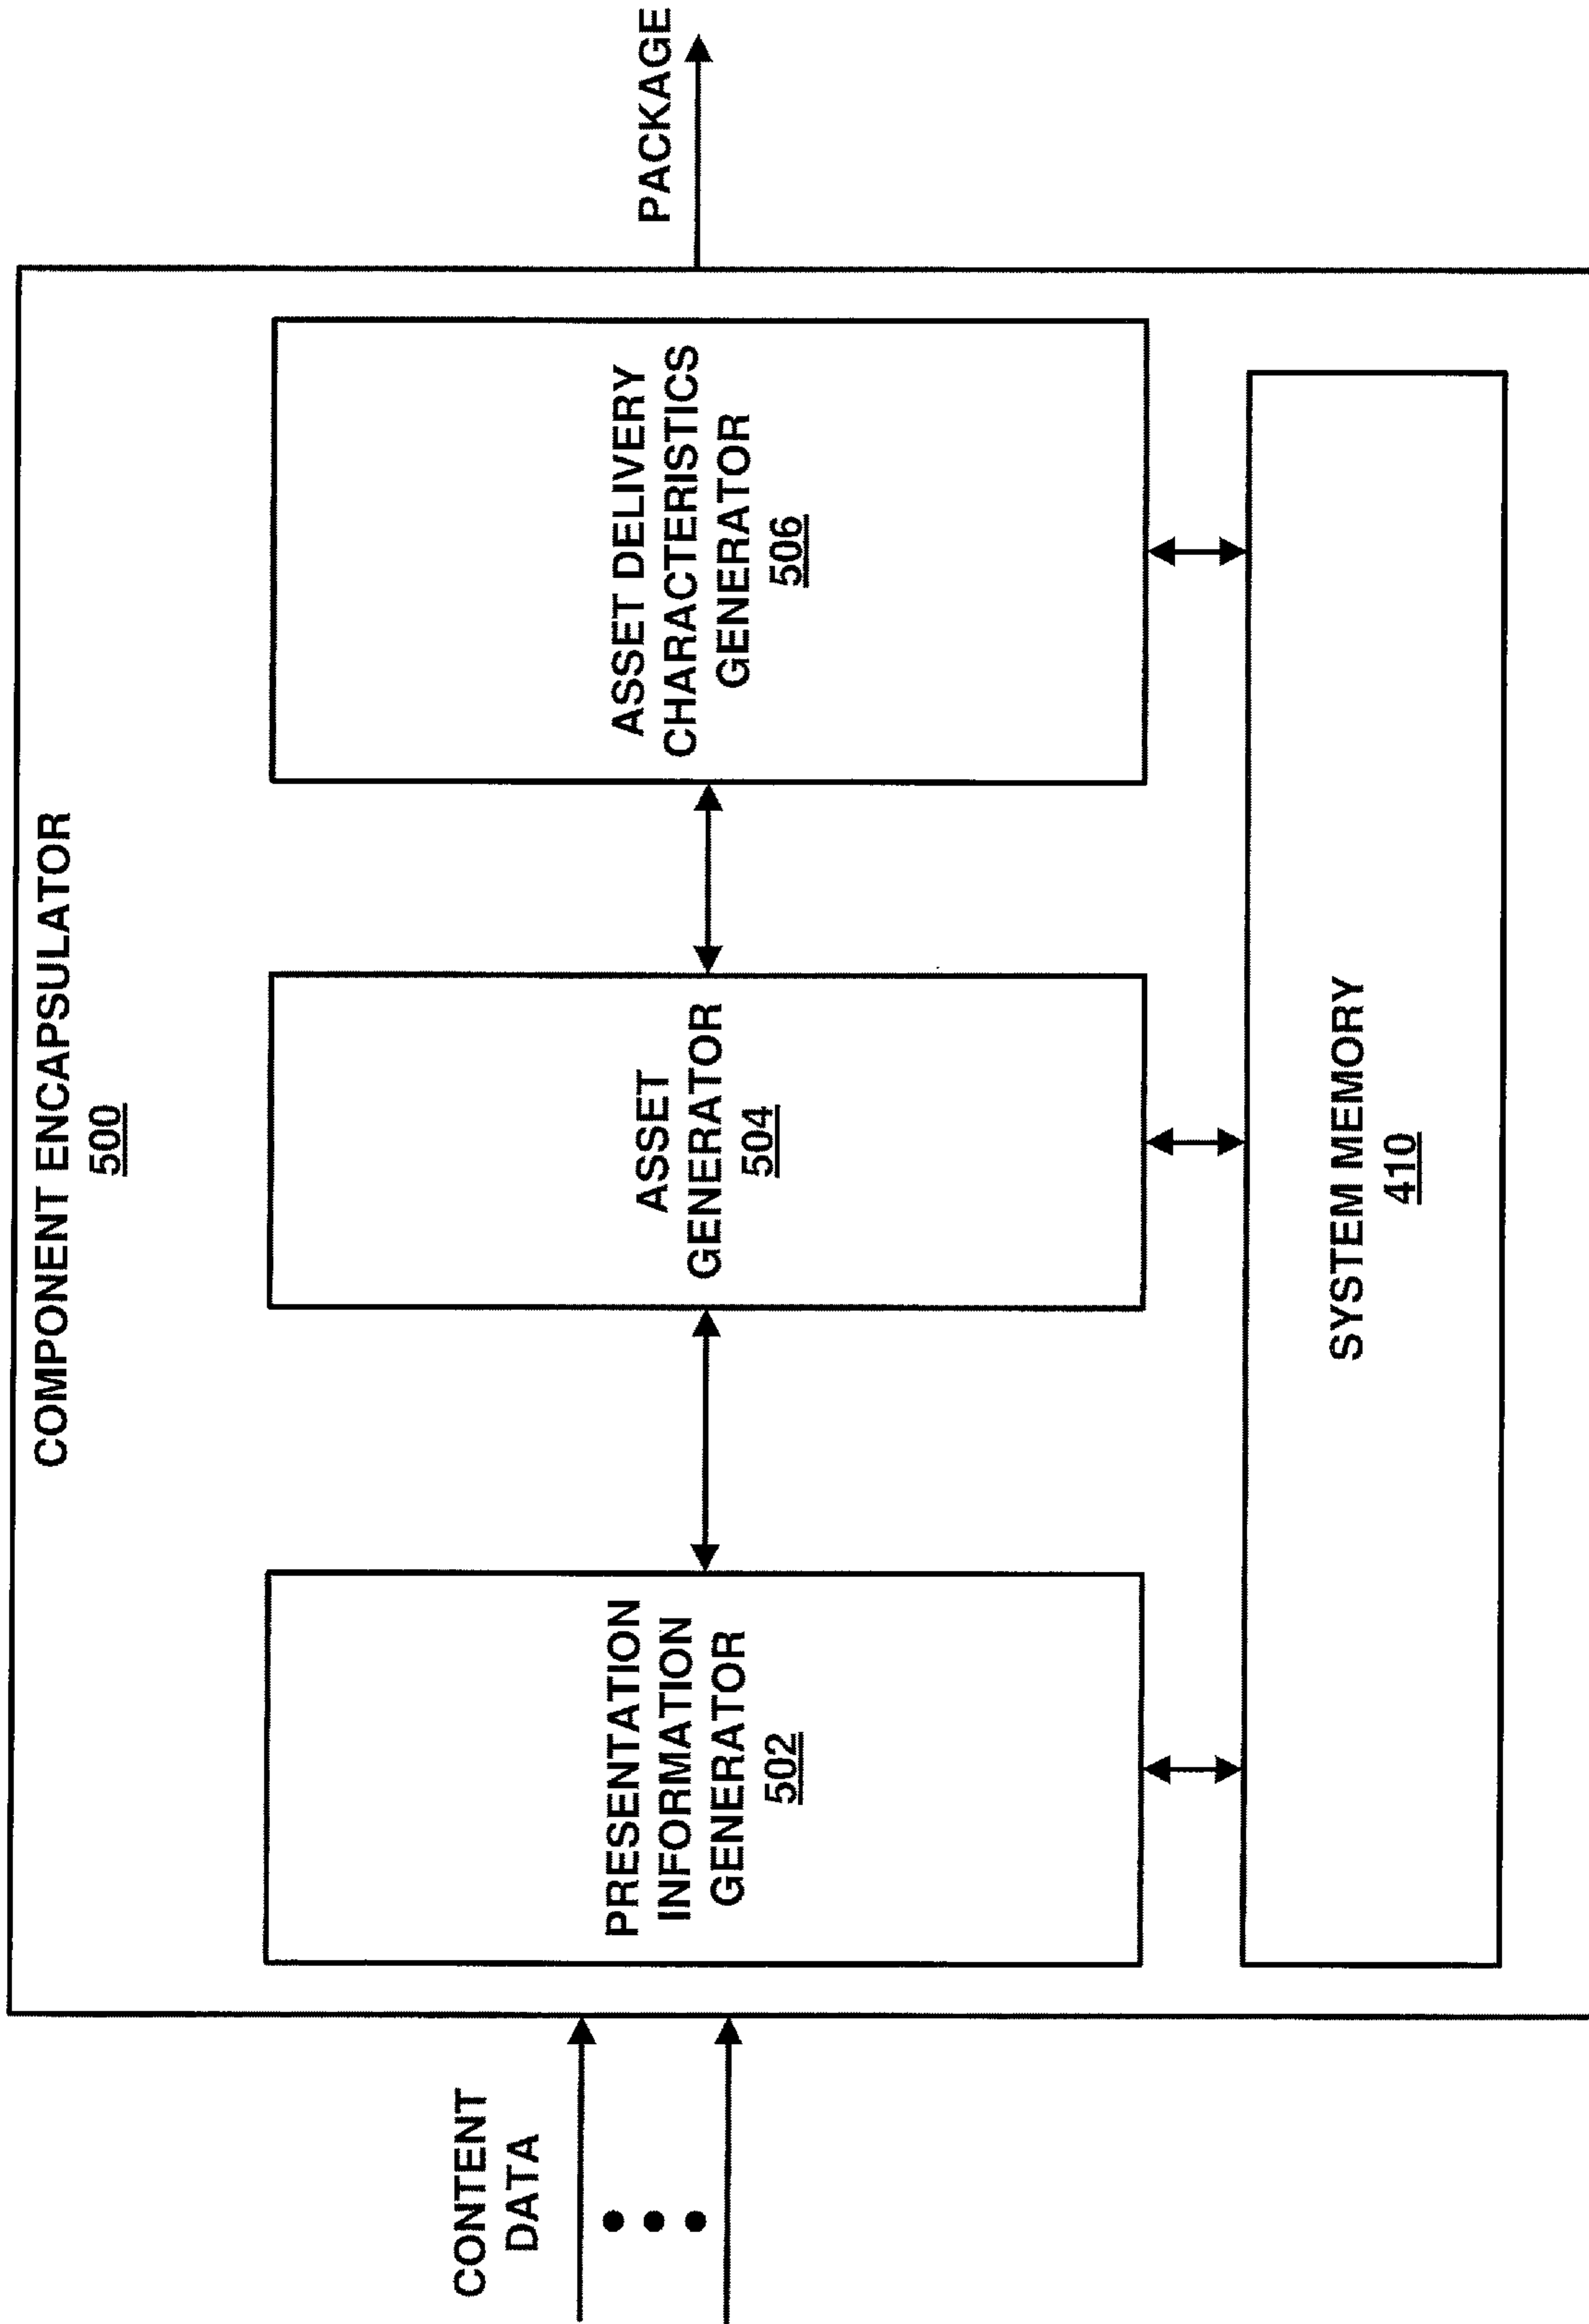 COMPONENT ENCAPSULATOR
500
CONTENT
DATA
PRESENTATION
INFORMATION
GENERATOR
502
ASSET
GENERATOR
504
ASSET DELIVERY
CHARACTERISTICS
GENERATOR
506
PACKAGE
SYSTEM MEMORY
410